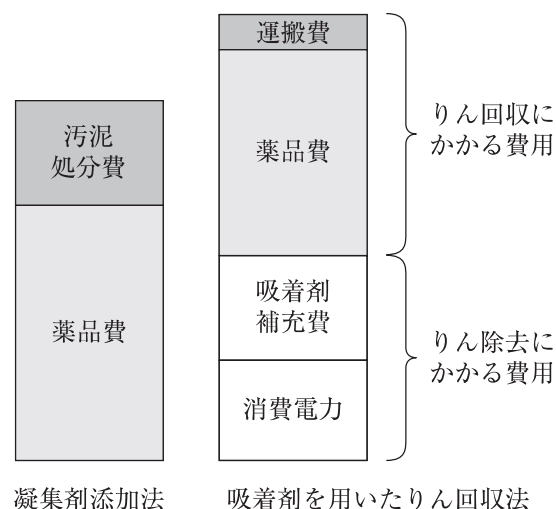 汚泥
処分費
薬品費
凝集剤添加法
運搬費
薬品費
吸着剤
補充費
消費電力
吸着剤を用いたりん回収法
りん回収に
かかる費用
りん除去に
かかる費用